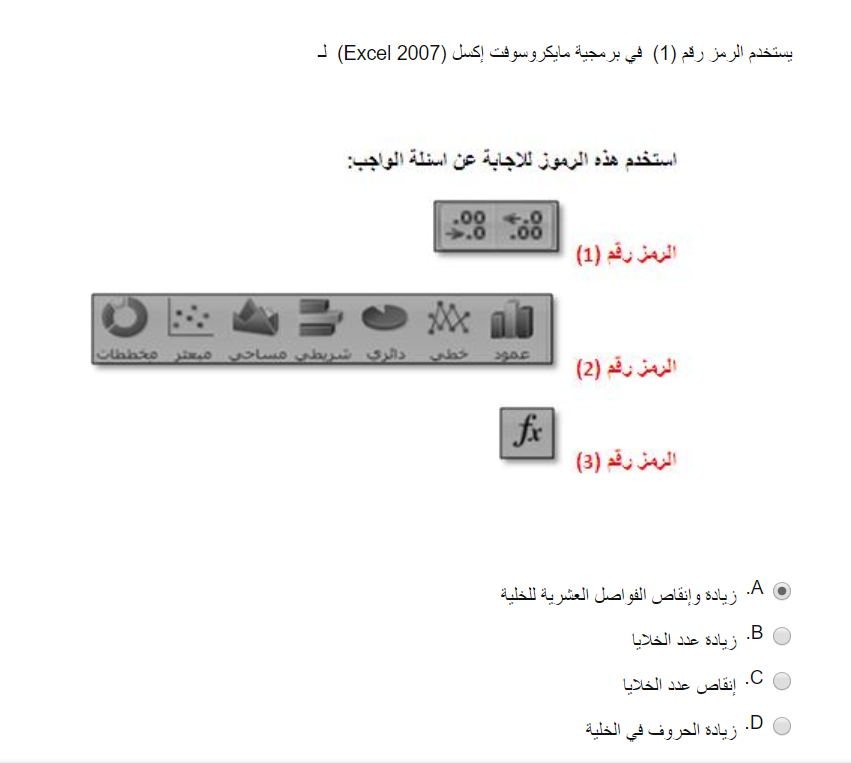 يستخدم الرمز رقم (1) في برمجية مايكروسوفت إكسل (Excel 2007) لـ
استخدم هذه الرموز للاجابة عن اسئلة الواجب:
.00 →.0 ←.0 .00
الرمز رقم (1)
عمود خطي دائري شريطي مساحي مبعثر مخططات
الرمز رقم (2)
fx
الرمز رقم (3)
A. زيادة وإنقاص الفواصل العشرية للخلية
B. زيادة عدد الخلايا
C. إنقاص عدد الخلايا
D. زيادة الحروف في الخلية